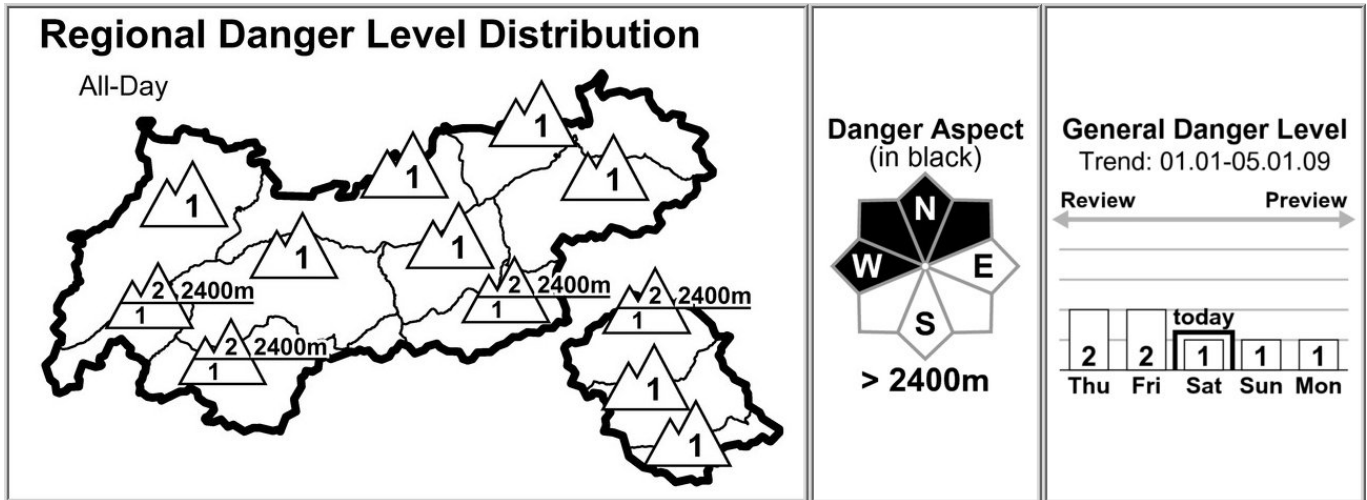 Regional Danger Level Distribution
All-Day
1
1
1
1
1
1
2 2400m
1
2 2400m
1
2 2400m
1
2 2400m
1
1
1
Danger Aspect
(in black)
N
W E
S
> 2400m
General Danger Level
Trend: 01.01-05.01.09
Review Preview
today
2 2 1 1 1
Thu Fri Sat Sun Mon